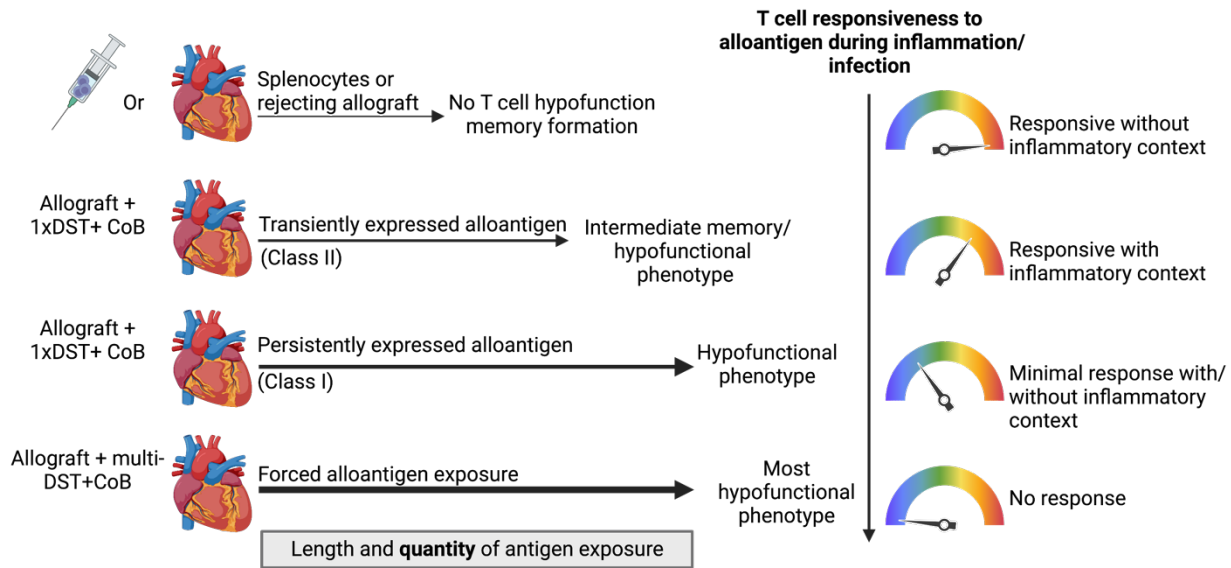 T cell responsiveness to
alloantigen during inflammation/
infection
Or
Splenocytes or
rejecting allograft
No T cell hypofunction
memory formation
Responsive without
inflammatory context
Allograft +
1xDST+ CoB
Transiently expressed alloantigen
(Class II)
Intermediate memory/
hypofunctional
phenotype
Responsive with
inflammatory context
Allograft +
1xDST+ CoB
Persistently expressed alloantigen
(Class I)
Hypofunctional
phenotype
Minimal response with/
without inflammatory
context
Allograft + multi-
DST+CoB
Forced alloantigen exposure
Most
hypofunctional
phenotype
No response
Length and quantity of antigen exposure